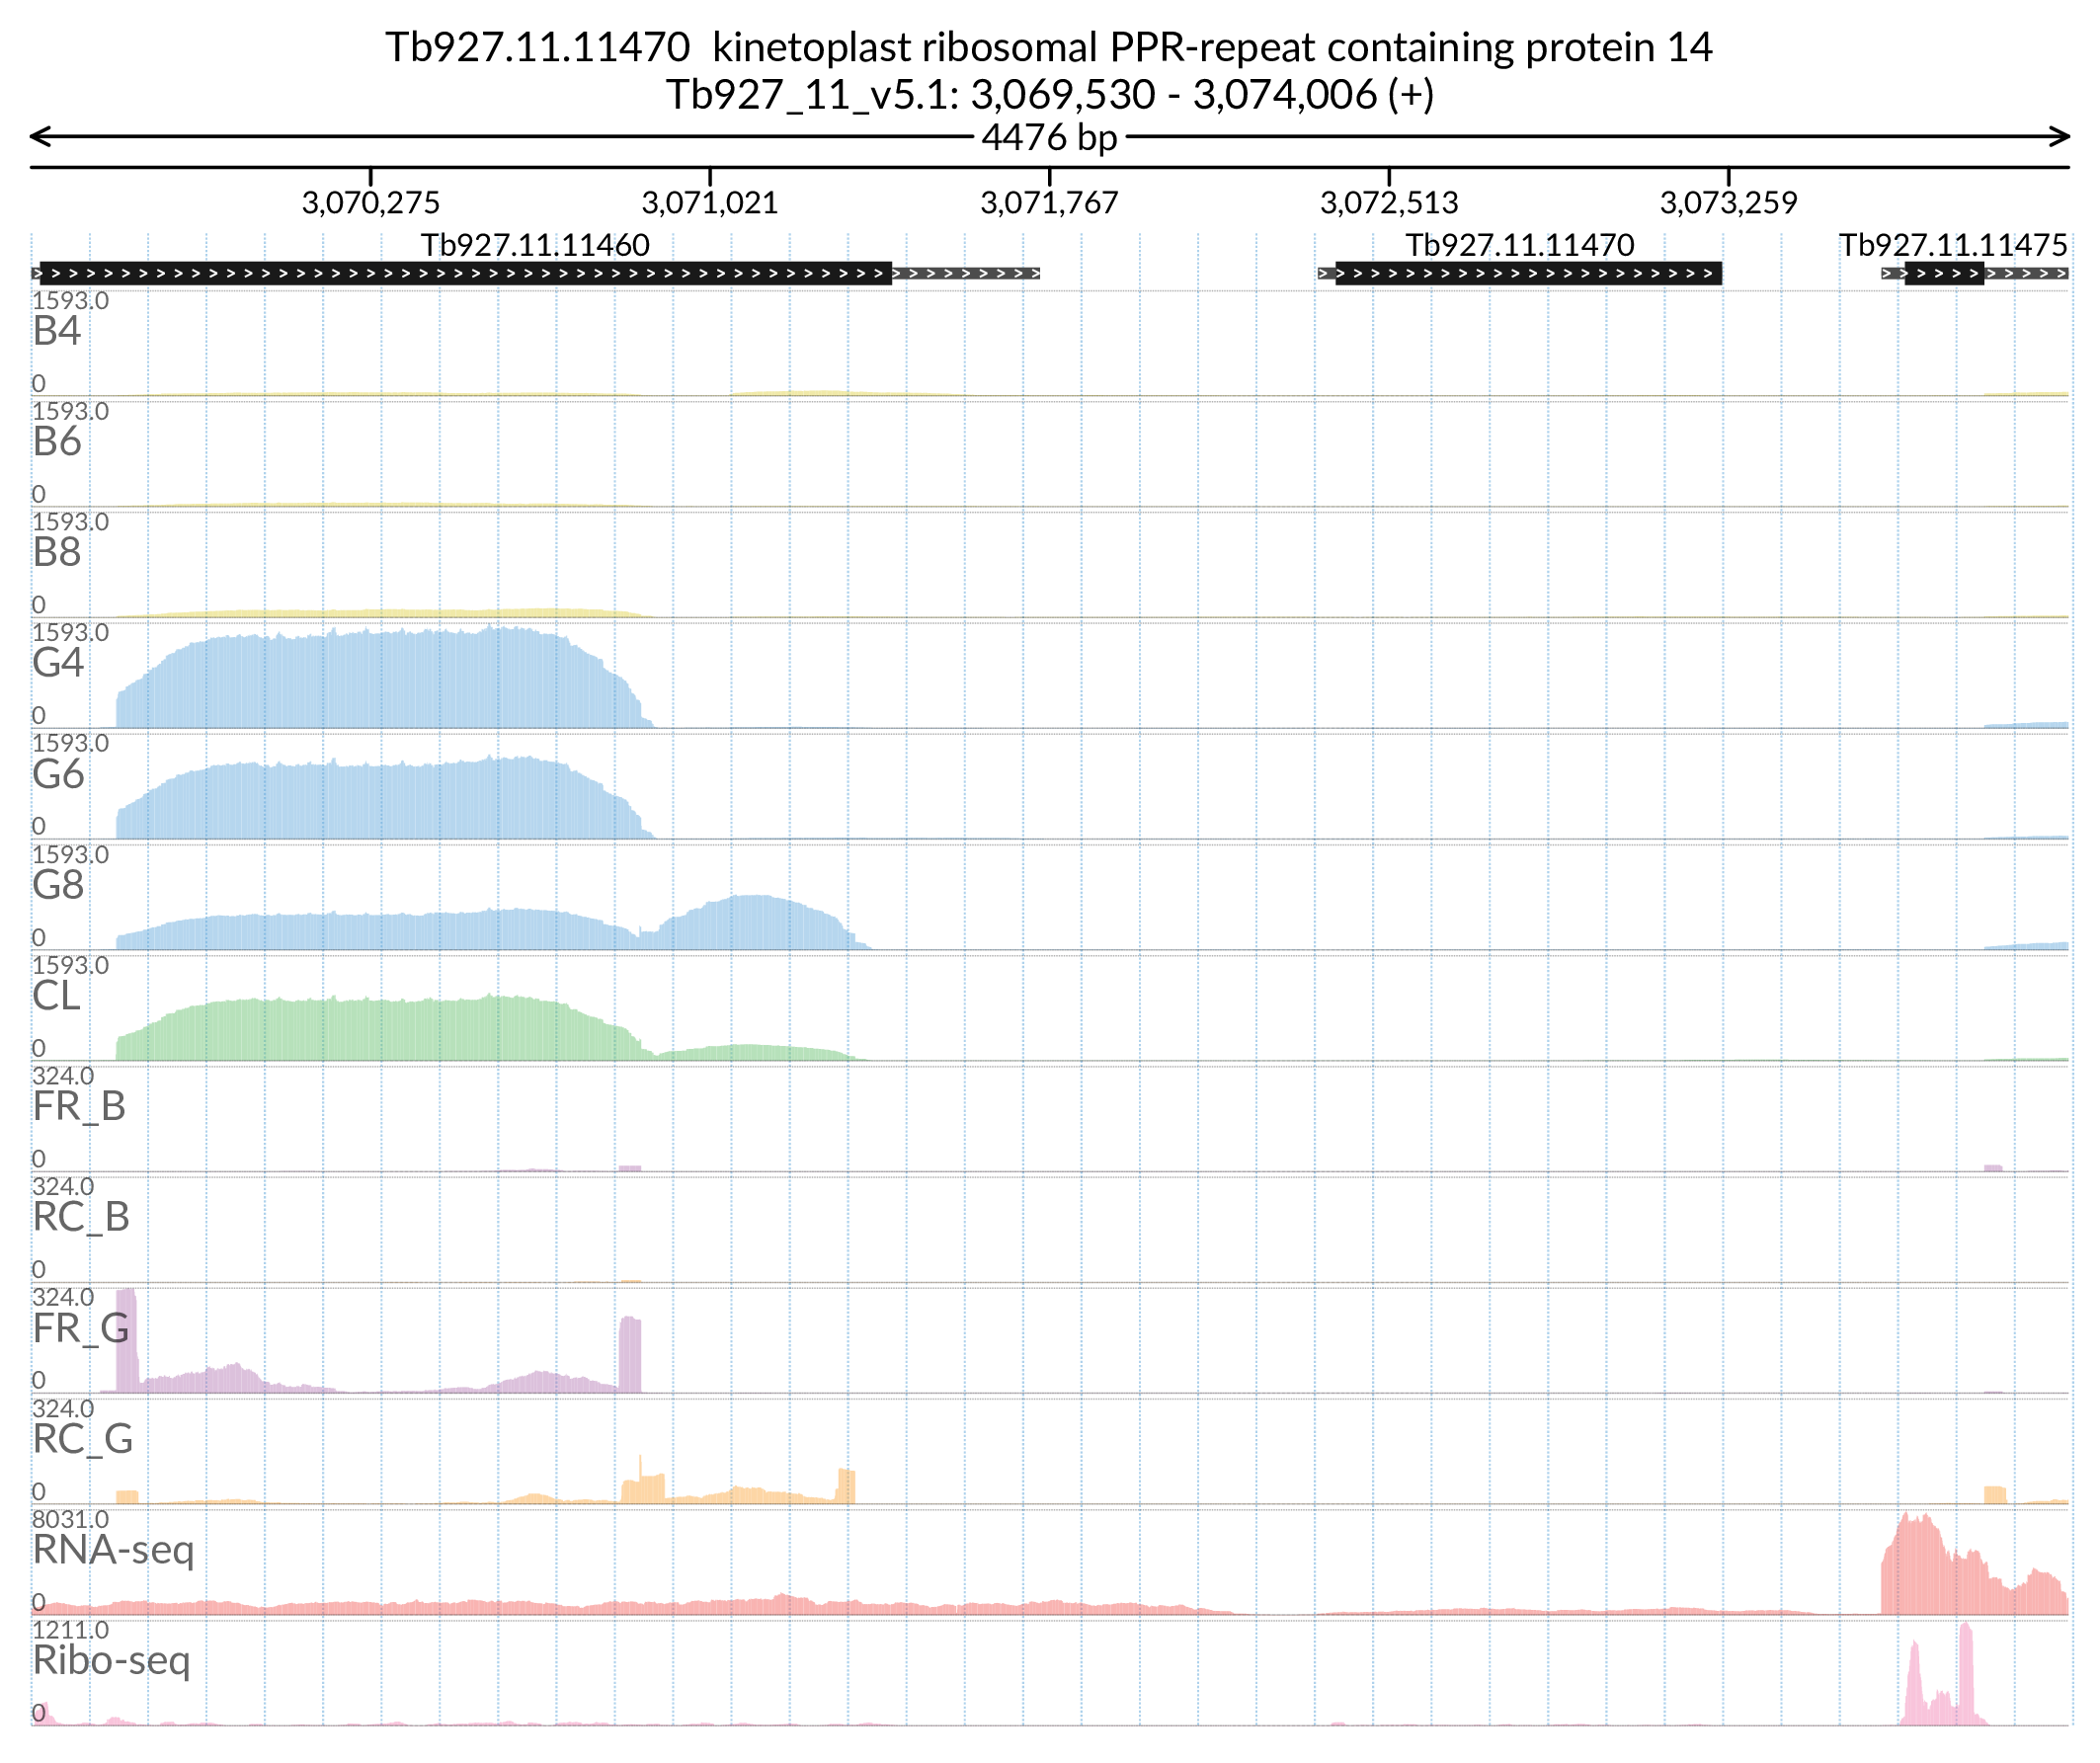 Tb927.11.11470  kinetoplast ribosomal PPR-repeat containing protein 14
Tb927_11_v5.1: 3,069,530 - 3,074,006 (+)
4476 bp
3,070,275 3,071,021 3,071,767 3,072,513 3,073,259
Tb927.11.11460 Tb927.11.11470 Tb927.11.11475
1593.0
B4
0
1593.0
B6
0
1593.0
B8
0
1593.0
G4
0
1593.0
G6
0
1593.0
G8
0
1593.0
CL
0
324.0
FR_B
0
324.0
RC_B
0
324.0
FR_G
0
324.0
RC_G
0
8031.0
RNA-seq
0
1211.0
Ribo-seq
0